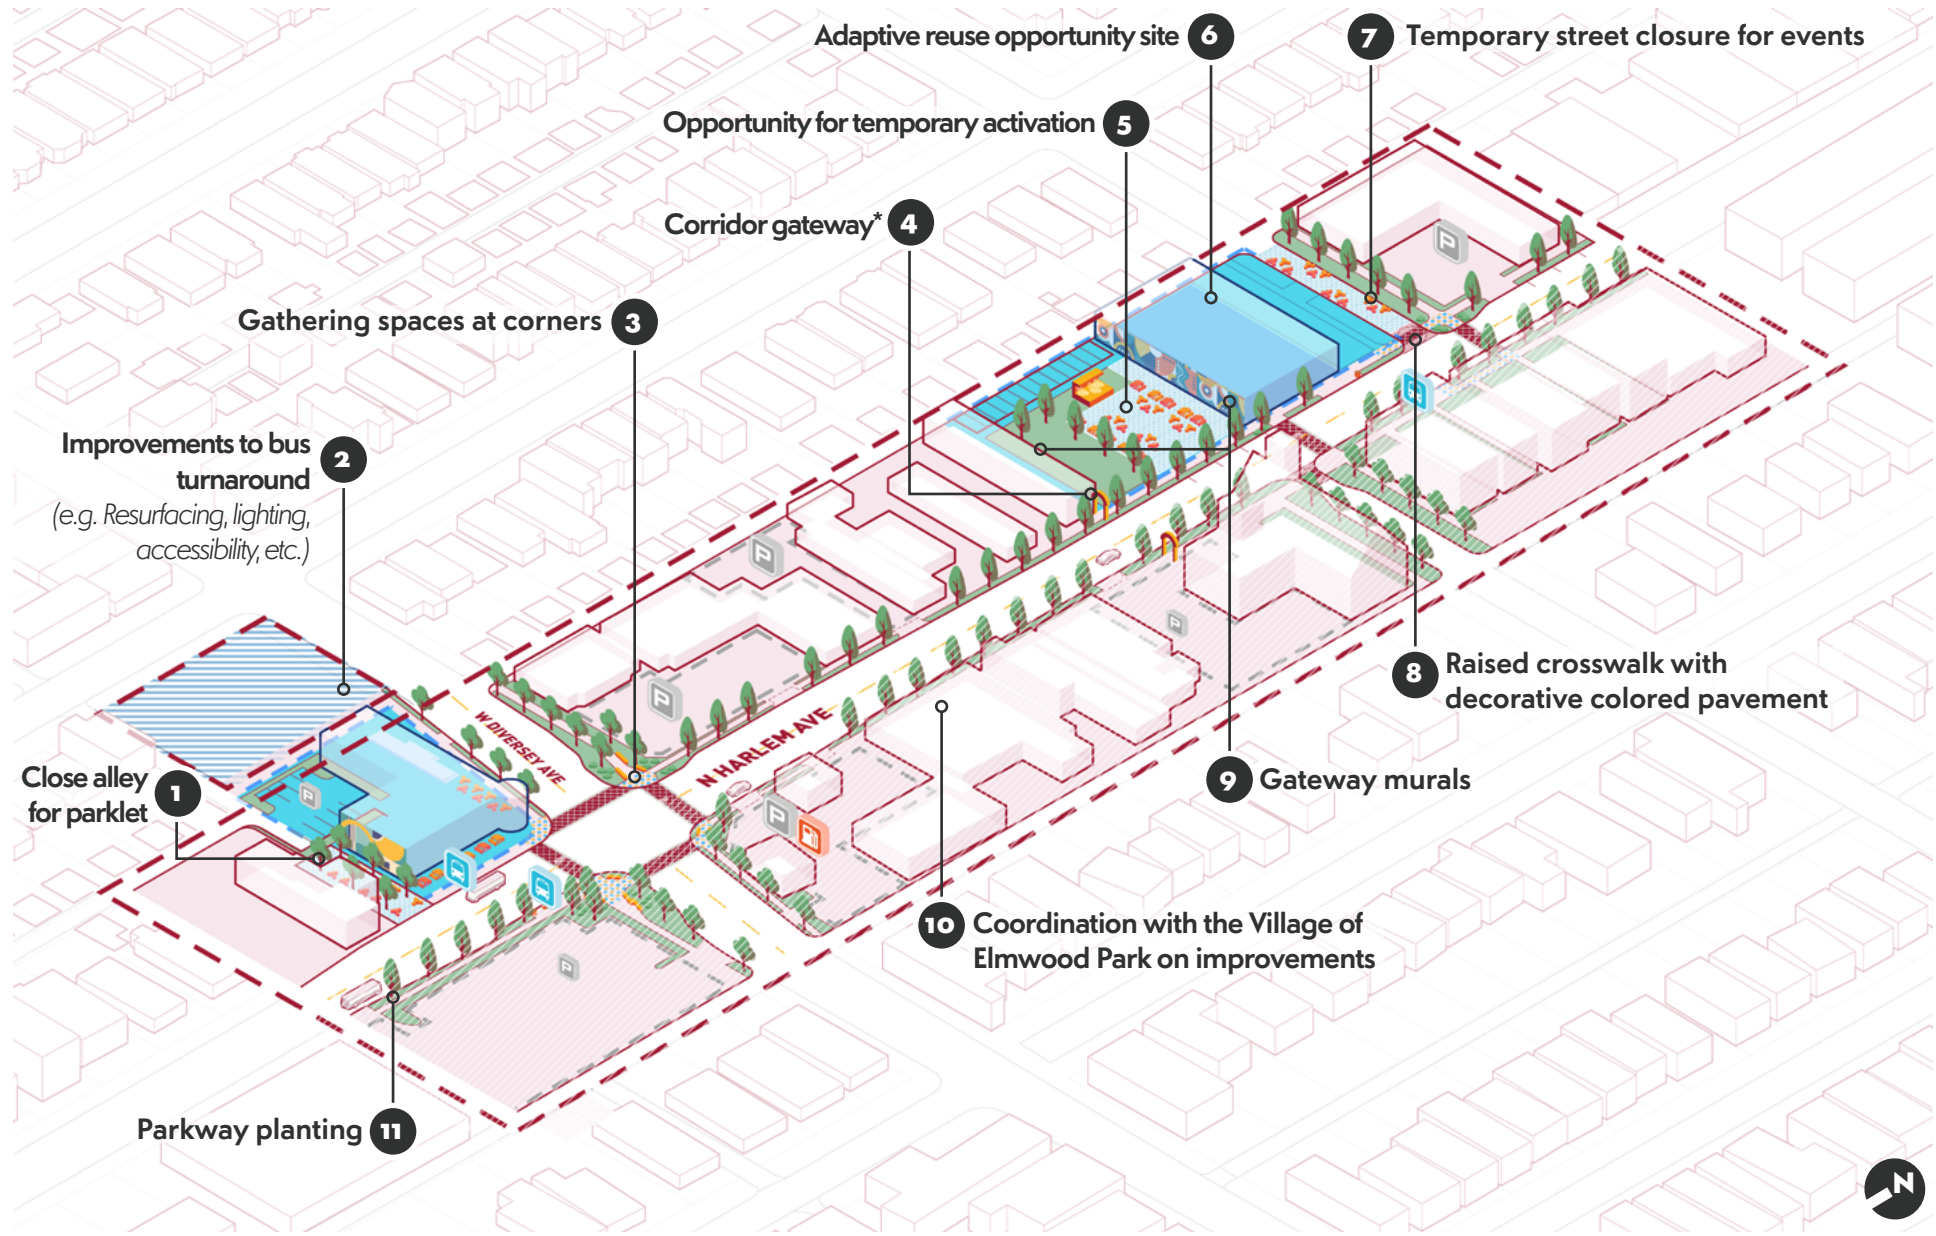 Adaptive reuse opportunity site 6
7 Temporary street closure for events
Opportunity for temporary activation 5
Corridor gateway* 4
Gathering spaces at corners 3
Improvements to bus 2
turnaround
(e.g. Resurfacing, lighting,
accessibility, etc.)
Close alley 1
for parklet
W DIVERSEY AVE
N HARLEM AVE
8 Raised crosswalk with
decorative colored pavement
9 Gateway murals
10 Coordination with the Village of
Elmwood Park on improvements
Parkway planting 11
P
P
P
P
P
P
P
N